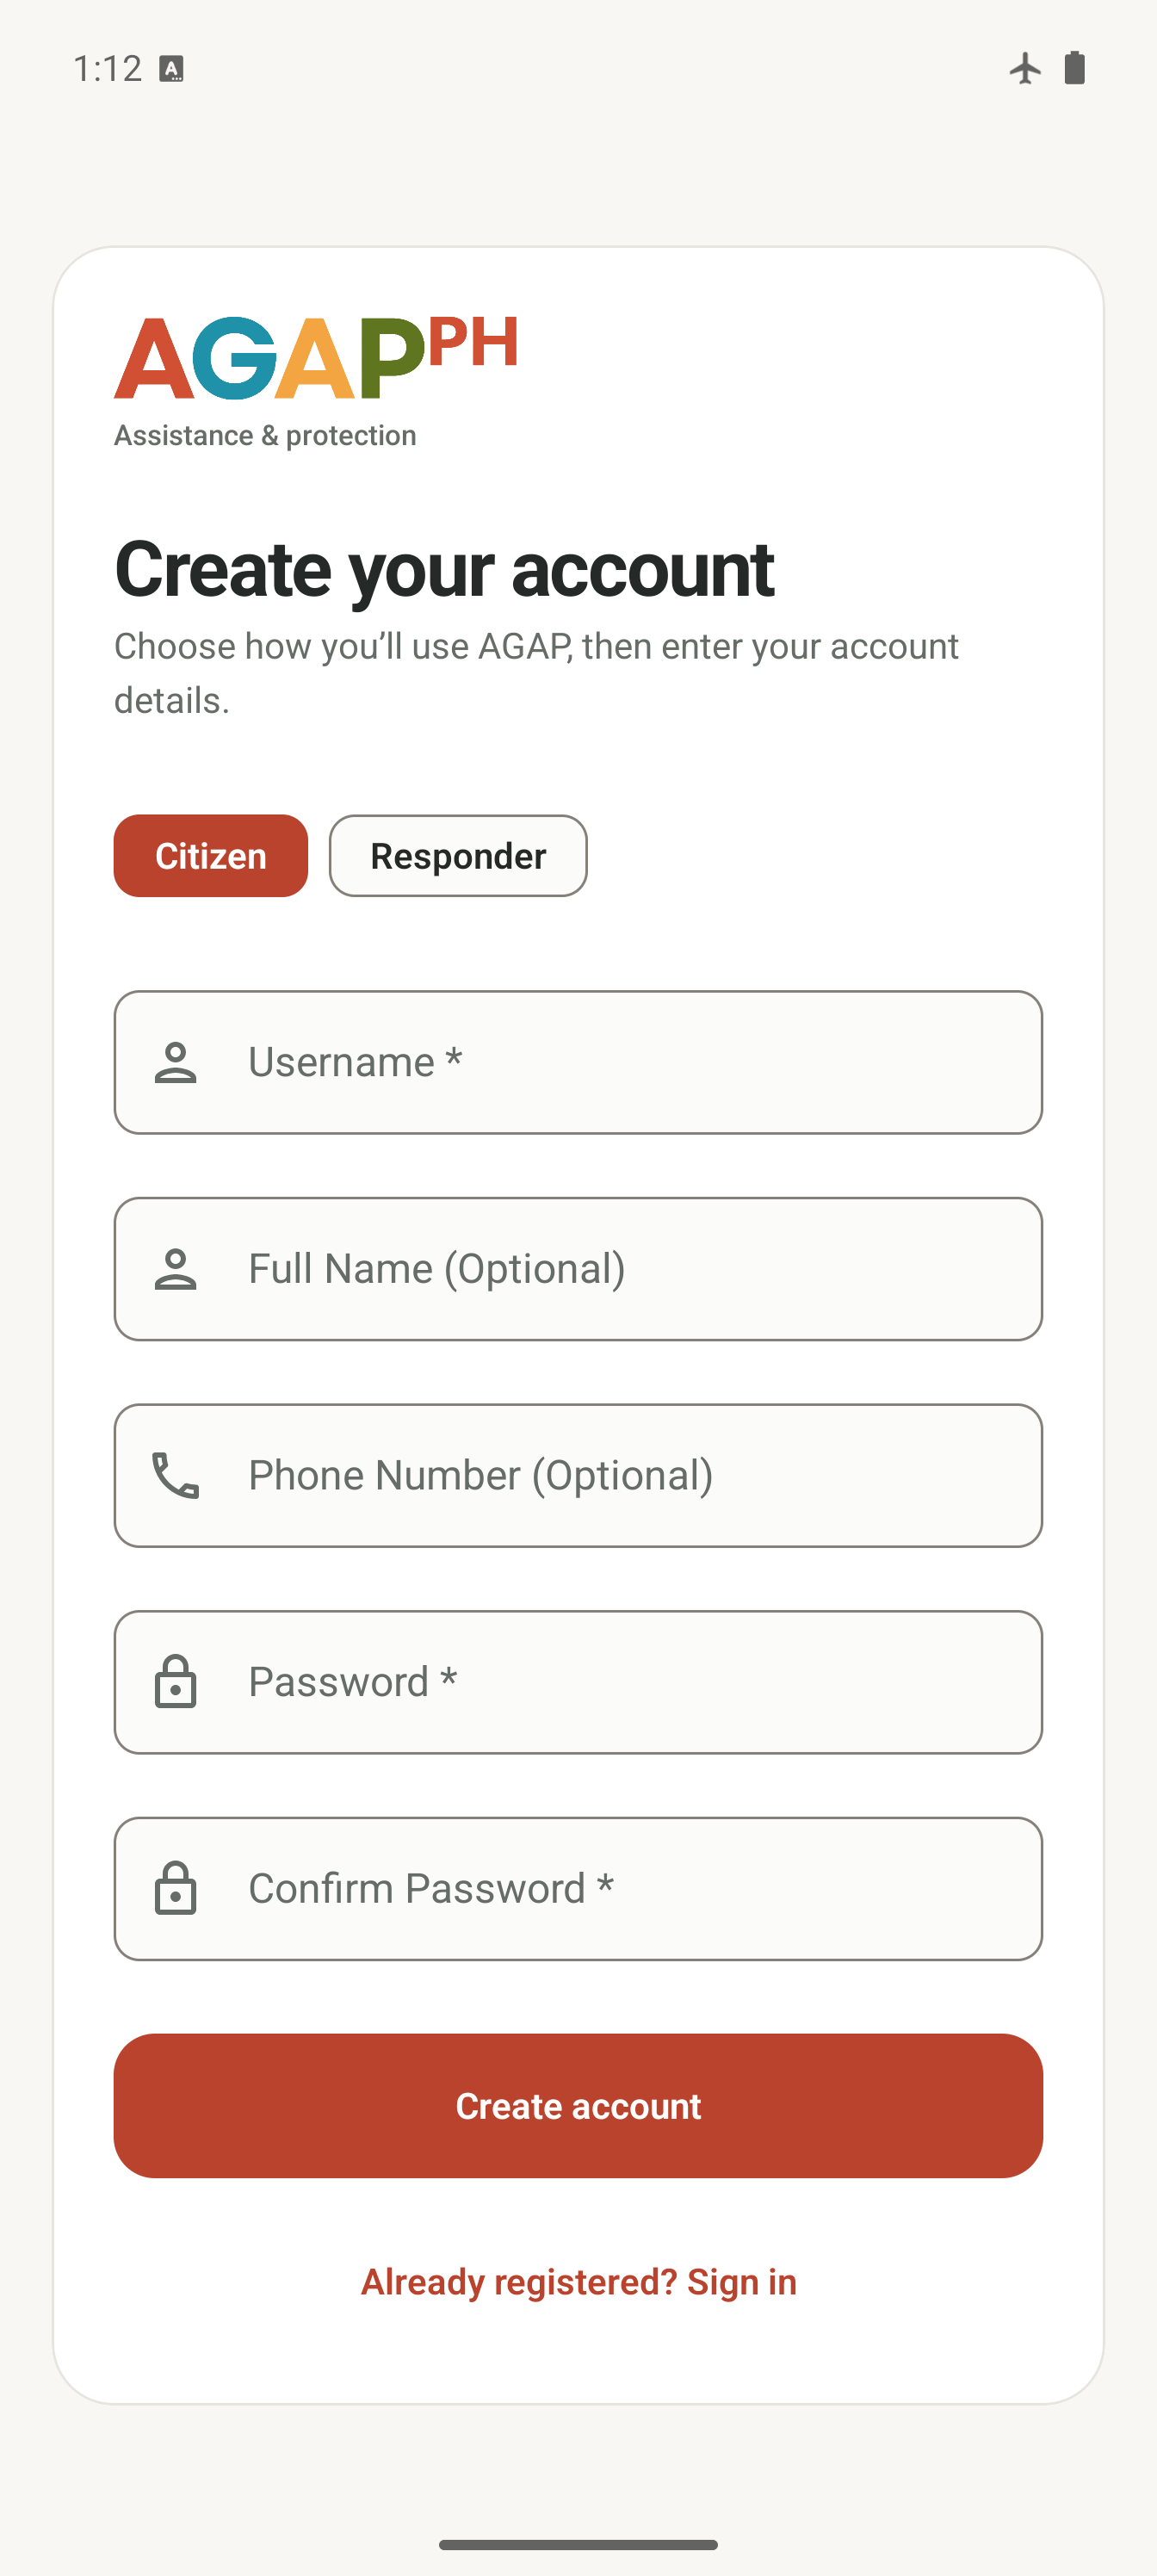 1:12
AGAPPH
Assistance & protection
Create your account
Choose how you’ll use AGAP, then enter your account
details.
Citizen
Responder
Username *
Full Name (Optional)
Phone Number (Optional)
Password *
Confirm Password *
Create account
Already registered? Sign in